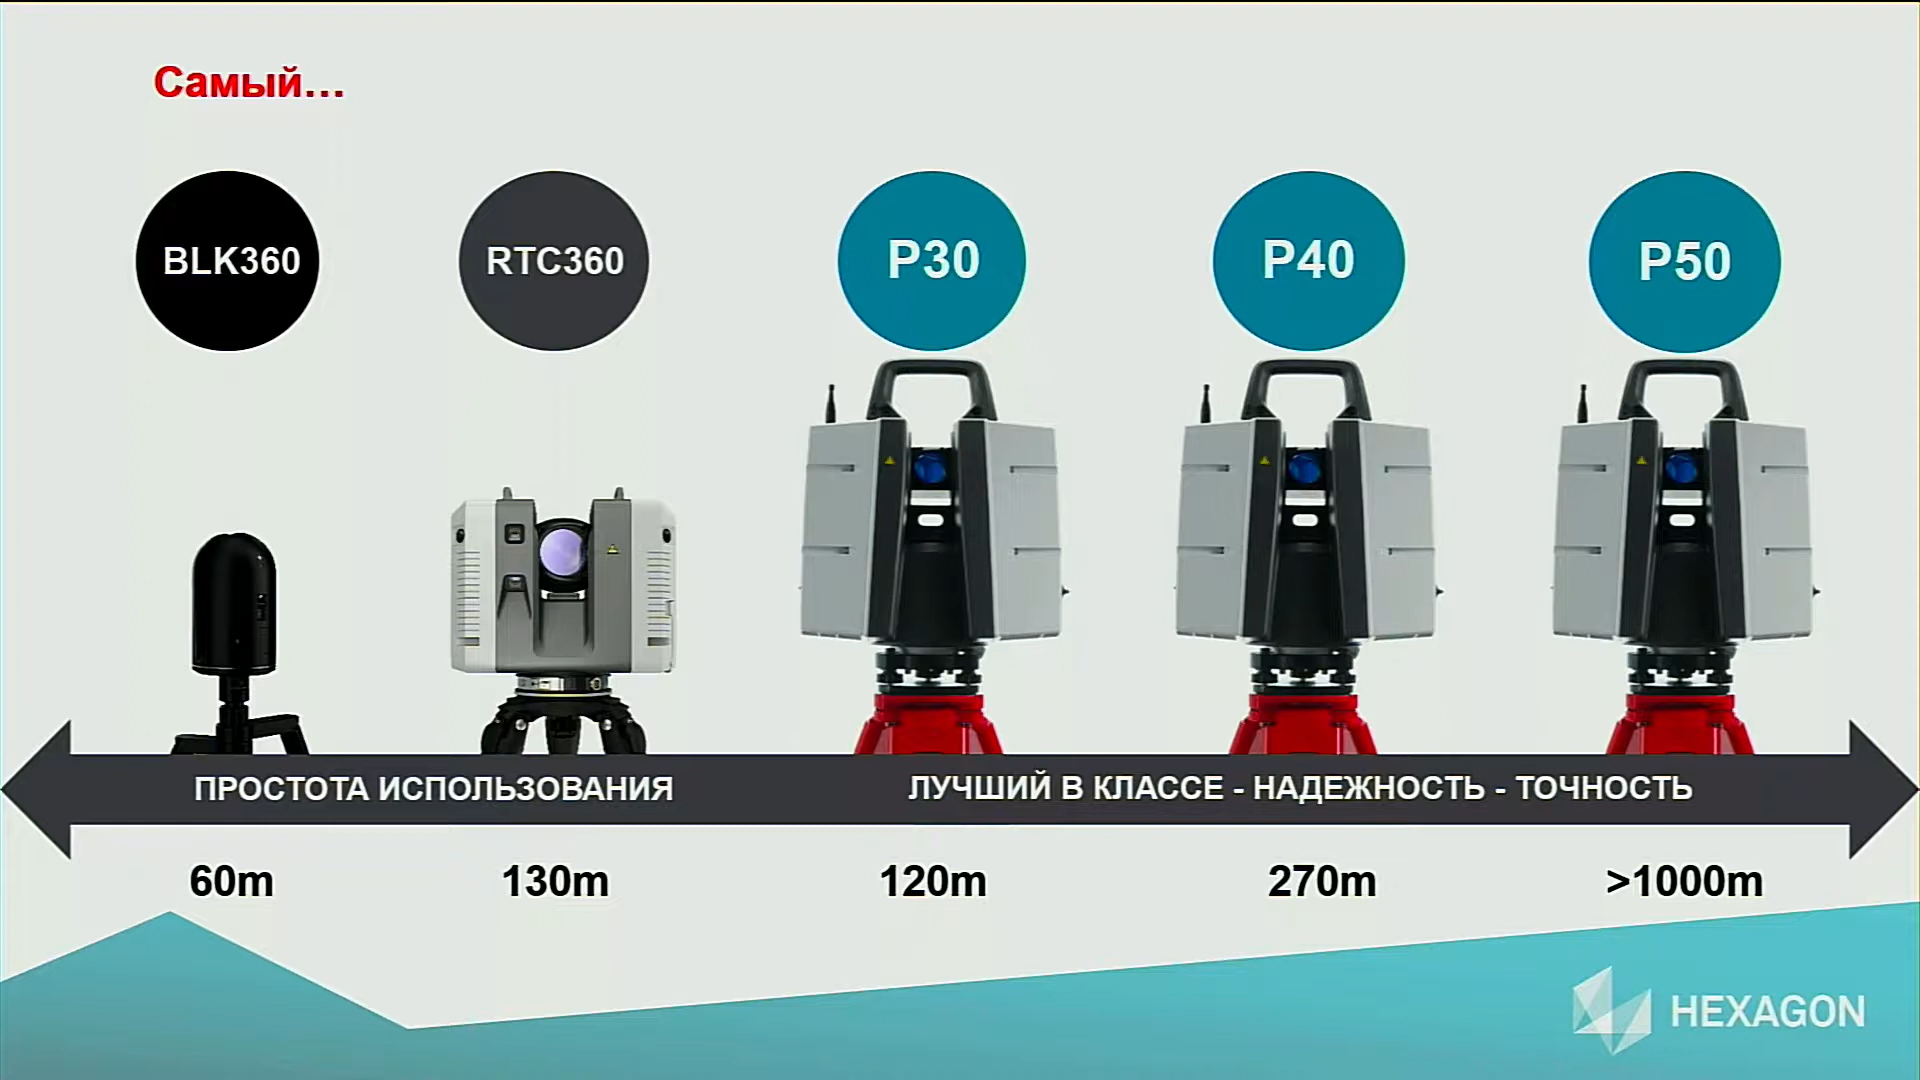 Самый...
BLK360
RTC360
P30
P40
P50
ПРОСТОТА ИСПОЛЬЗОВАНИЯ
ЛУЧШИЙ В КЛАССЕ - НАДЕЖНОСТЬ - ТОЧНОСТЬ
60m
130m
120m
270m
>1000m
HEXAGON